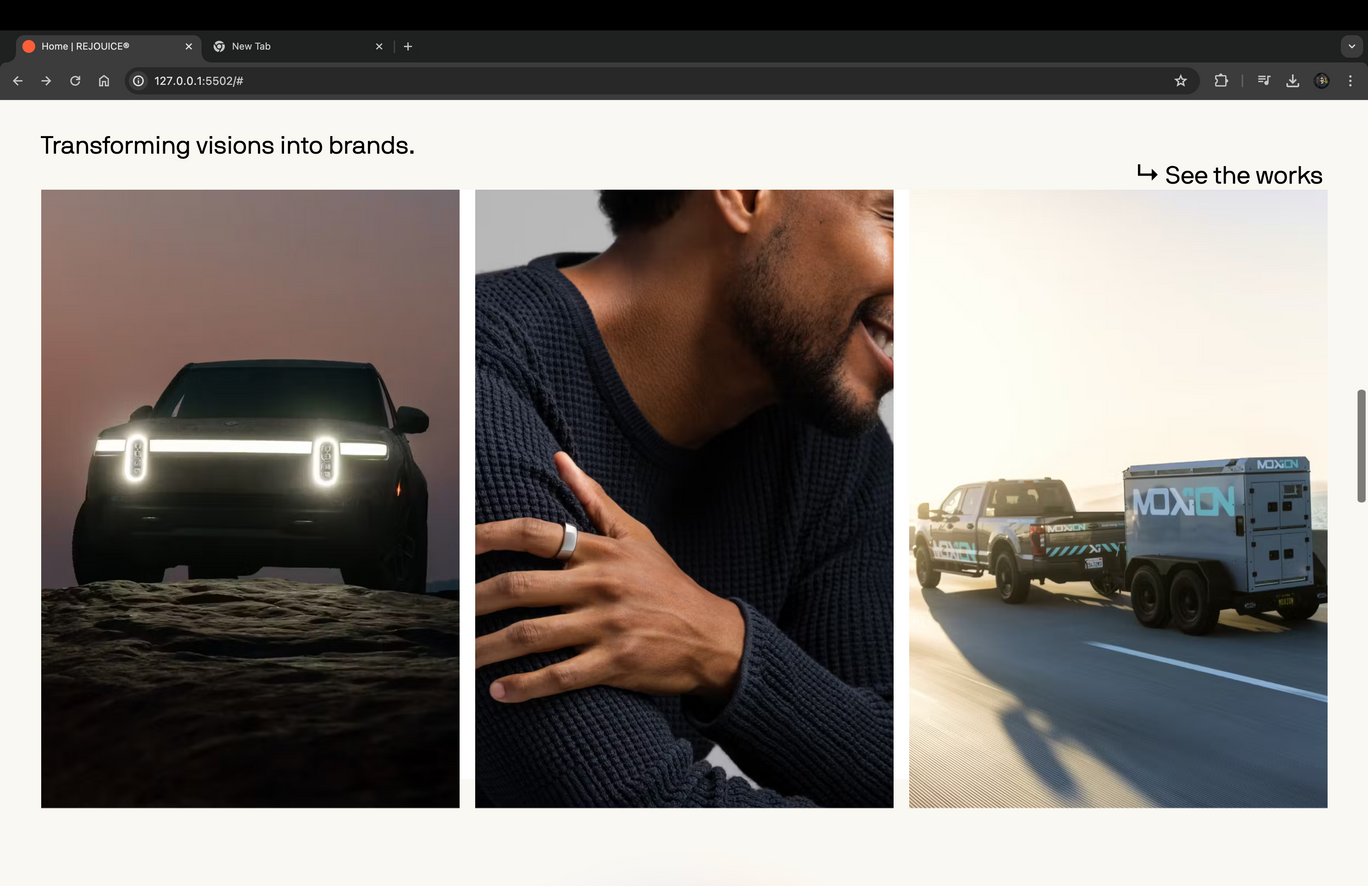 Home | REJOUICE®
New Tab
127.0.0.1:5502/#
Transforming visions into brands.
↳ See the works
MOXION
MOXION
MOXION
MOXION